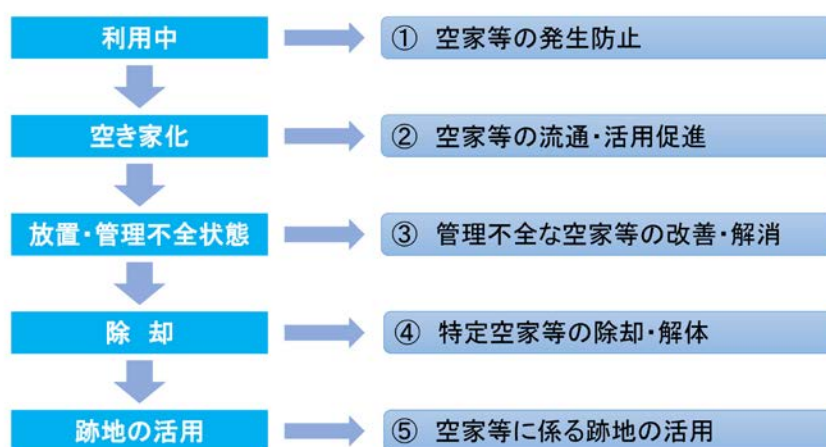 利用中
① 空家等の発生防止
空き家化
② 空家等の流通・活用促進
放置・管理不全状態
③ 管理不全な空家等の改善・解消
除 却
④ 特定空家等の除却・解体
跡地の活用
⑤ 空家等に係る跡地の活用